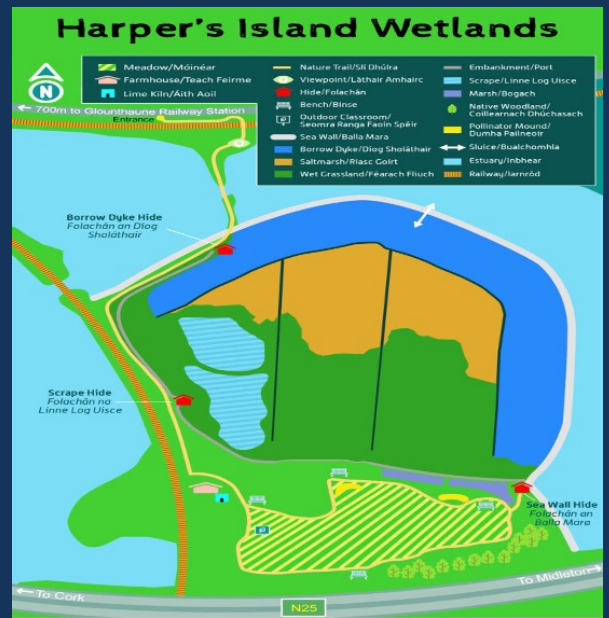 Harper's Island Wetlands
Meadow/Móinéar
Farmhouse/Teach Feirme
Lime Kiln/Áith Aoil
N
Nature Trail/Slí Dhúlra
Viewpoint/Láthair Amhairc
Hide/Folachán
Bench/Binse
Outdoor Classroom/
Seomra Ranga Faoin Spéir
Sea Wall/Balla Mara
Borrow Dyke/Díog Sholáthair
Saltmarsh/Riasc Goirt
Wet Grassland/Féarach Fliuch
Embankment/Port
Scrape/Linne Log Uisce
Marsh/Bogach
Native Woodland/
Coillearnach Dhúchasach
Pollinator Mound/
Dumha Pailneoir
Sluice/Bualchomhla
Estuary/Inbhear
Railway/Iarnród
700m to Glounthaune Railway Station
Entrance
Borrow Dyke Hide
Folachán an Díog
Sholáthair
Scrape Hide
Folachán na
Linne Log Uisce
Sea Wall Hide
Folachán an
Balla Mara
To Cork
N25
To Midleton